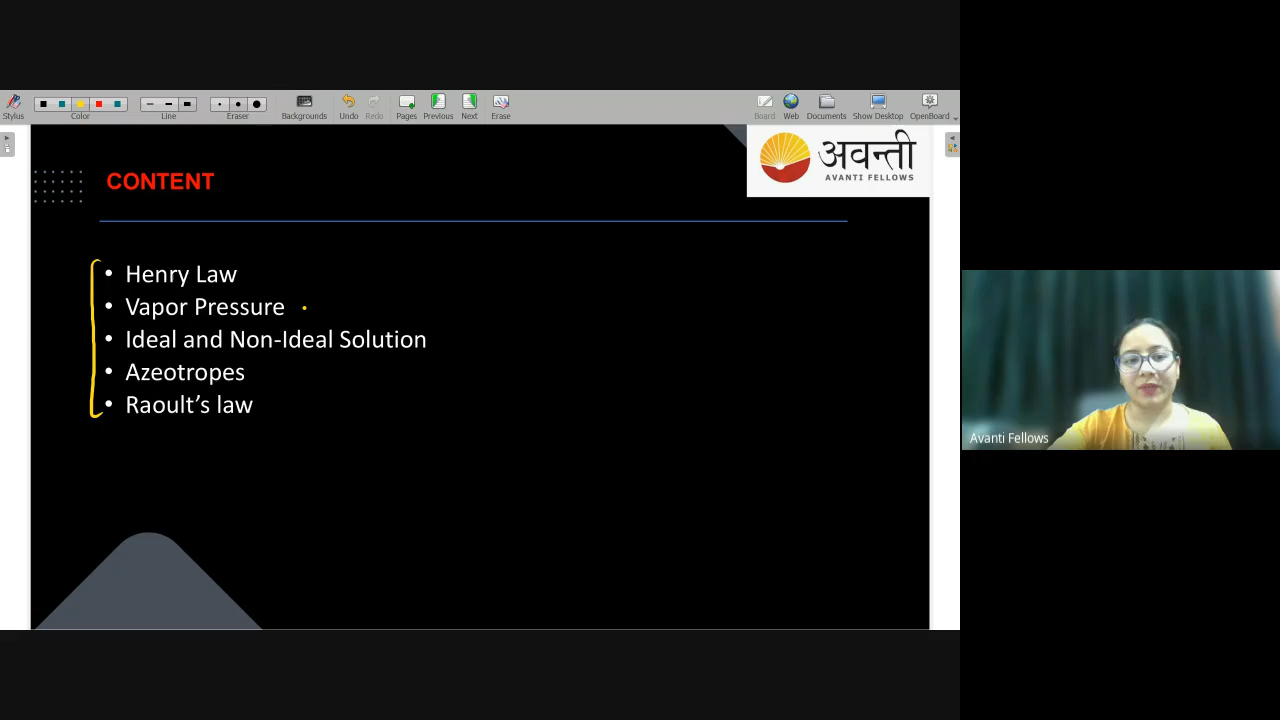 Stylus
Color
Line
Eraser
Backgrounds
Undo
Redo
Pages
Previous
Next
Erase
Board
Web
Documents
Show Desktop
OpenBoard
अवन्ती
AVANTI FELLOWS
CONTENT
• Henry Law
• Vapor Pressure
• Ideal and Non-Ideal Solution
• Azeotropes
• Raoult’s law
Avanti Fellows